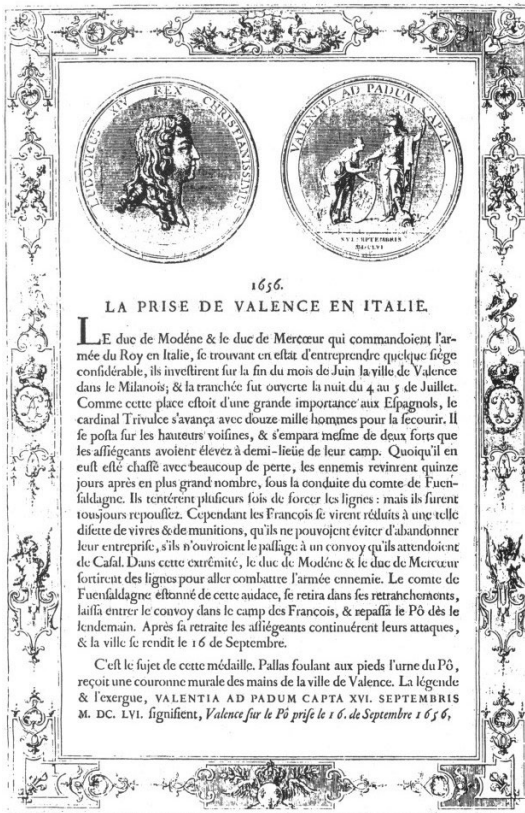 LUDOVICUS XIV REX CHRISTIANISSIMUS
VALENTIA AD PADUM CAPTA.
XVI SEPTEMBRIS
M.DC.LVI
1656.
LA PRISE DE VALENCE EN ITALIE.
LE duc de Modéne & le duc de Mercœur qui commandoient l'ar-
mée du Roy en Italie, se trouvant en estat d'entreprendre quelque siége
considérable, ils investirent sur la fin du mois de Juin la ville de Valence
dans le Milanois; & la tranchée fut ouverte la nuit du 4 au 5 de Juillet.
Comme cette place estoit d'une grande importance aux Espagnols, le
cardinal Trivulce s'avança avec douze mille hommes pour la secourir. Il
se posta sur les hauteurs voisines, & s'empara mesme de deux forts que
les assiégeants avoient élevez à demi-lieüe de leur camp. Quoiqu'il en
eust esté chassé avec beaucoup de perte, les ennemis revinrent quinze
jours après en plus grand nombre, sous la conduite du comte de Fuen-
saldagne. Ils tentérent plusieurs fois de forcer les lignes : mais ils furent
tousjours repoussez. Cependant les François se virent réduits à une telle
disette de vivres & de munitions, qu'ils ne pouvoient éviter d'abandonner
leur entreprise, s'ils n'ouvroient le passage à un convoy qu'ils attendoient
de Casal. Dans cette extrémité, le duc de Modéne & le duc de Mercœur
sortirent des lignes pour aller combattre l'armée ennemie. Le comte de
Fuensaldagne estonné de cette audace, se retira dans ses retranchements,
laissa entrer le convoy dans le camp des François, & repassa le Pô dès le
lendemain. Après sa retraite les assiégeants continuérent leurs attaques,
& la ville se rendit le 16 de Septembre.
C'est le sujet de cette médaille. Pallas foulant aux pieds l'urne du Pô,
reçoit une couronne murale des mains de la ville de Valence. La légende
& l'exergue, VALENTIA AD PADUM CAPTA XVI. SEPTEMBRIS
M. DC. LVI. signifient, Valence sur le Pô prise le 16. de Septembre 1656,